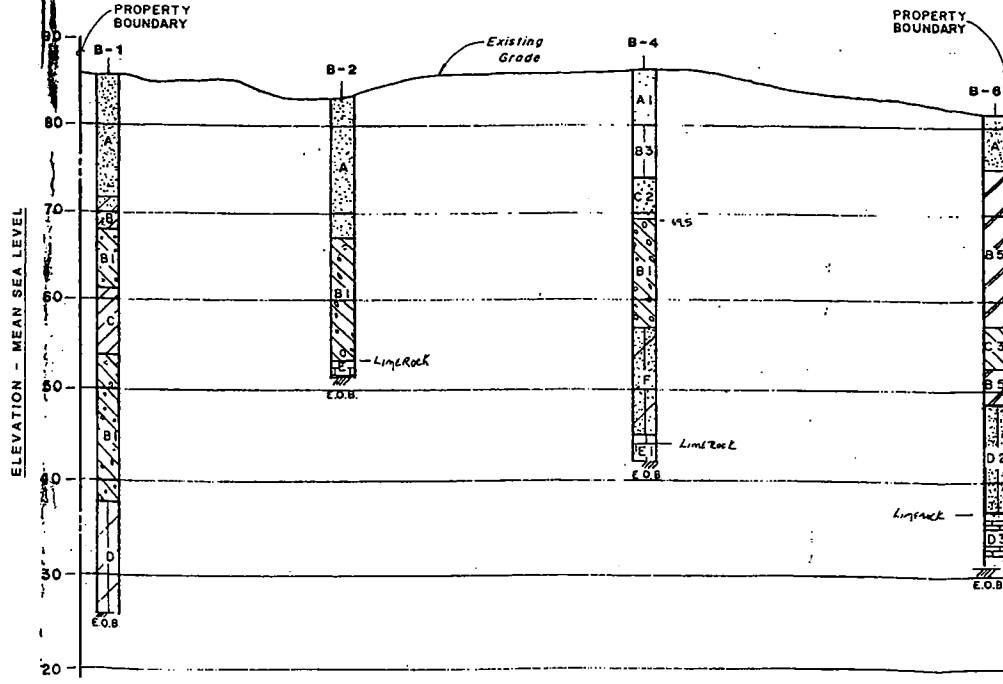 PROPERTY
BOUNDARY
PROPERTY
BOUNDARY
90
B-1
B-2
Existing
Grade
B-4
B-6
A1
80
A
A
B3
A
C2
70
B
69.5
B1
B1
B5
B1
60
C
C3
E
LIMEROCK
E.O.B.
50
F
B5
B1
D2
E1
LIMEROCK
40
E.O.B.
LIMEROCK
D
D3
30
E.O.B.
E.O.B.
20
ELEVATION - MEAN SEA LEVEL